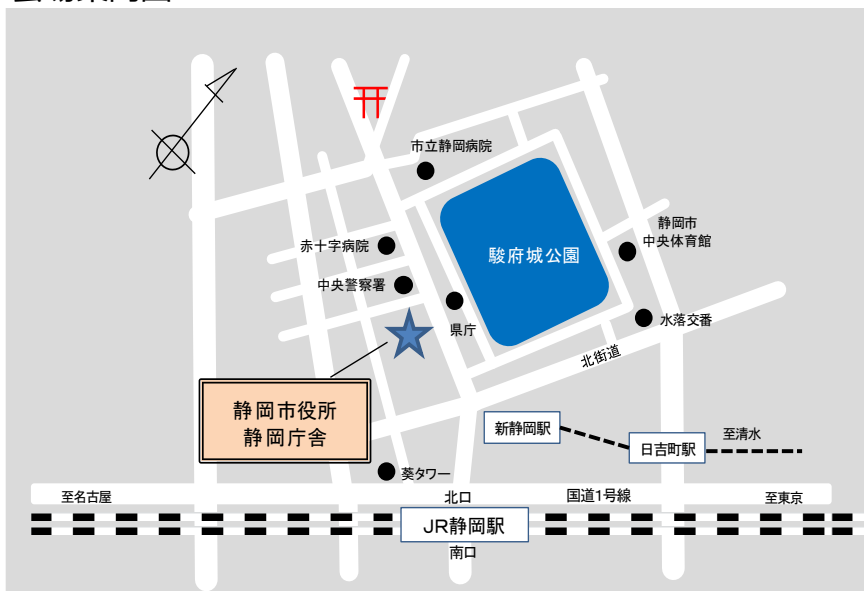 市立静岡病院
静岡市
中央体育館
赤十字病院
駿府城公園
中央警察署
県庁
水落交番
北街道
静岡市役所
静岡庁舎
新静岡駅
日吉町駅
至清水
葵タワー
至名古屋
北口
国道1号線
至東京
JR静岡駅
南口